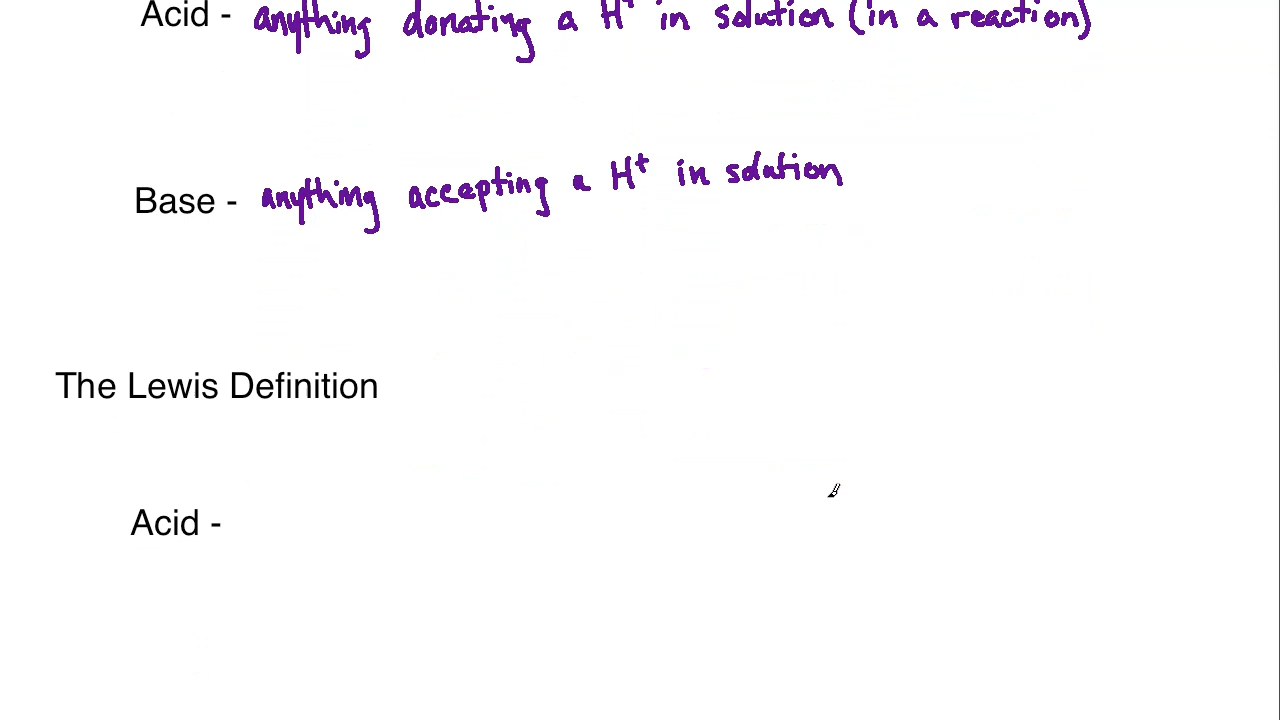 Acid - anything donating a H⁺ in solution (in a reaction)
Base - anything accepting a H⁺ in solution
The Lewis Definition
Acid -